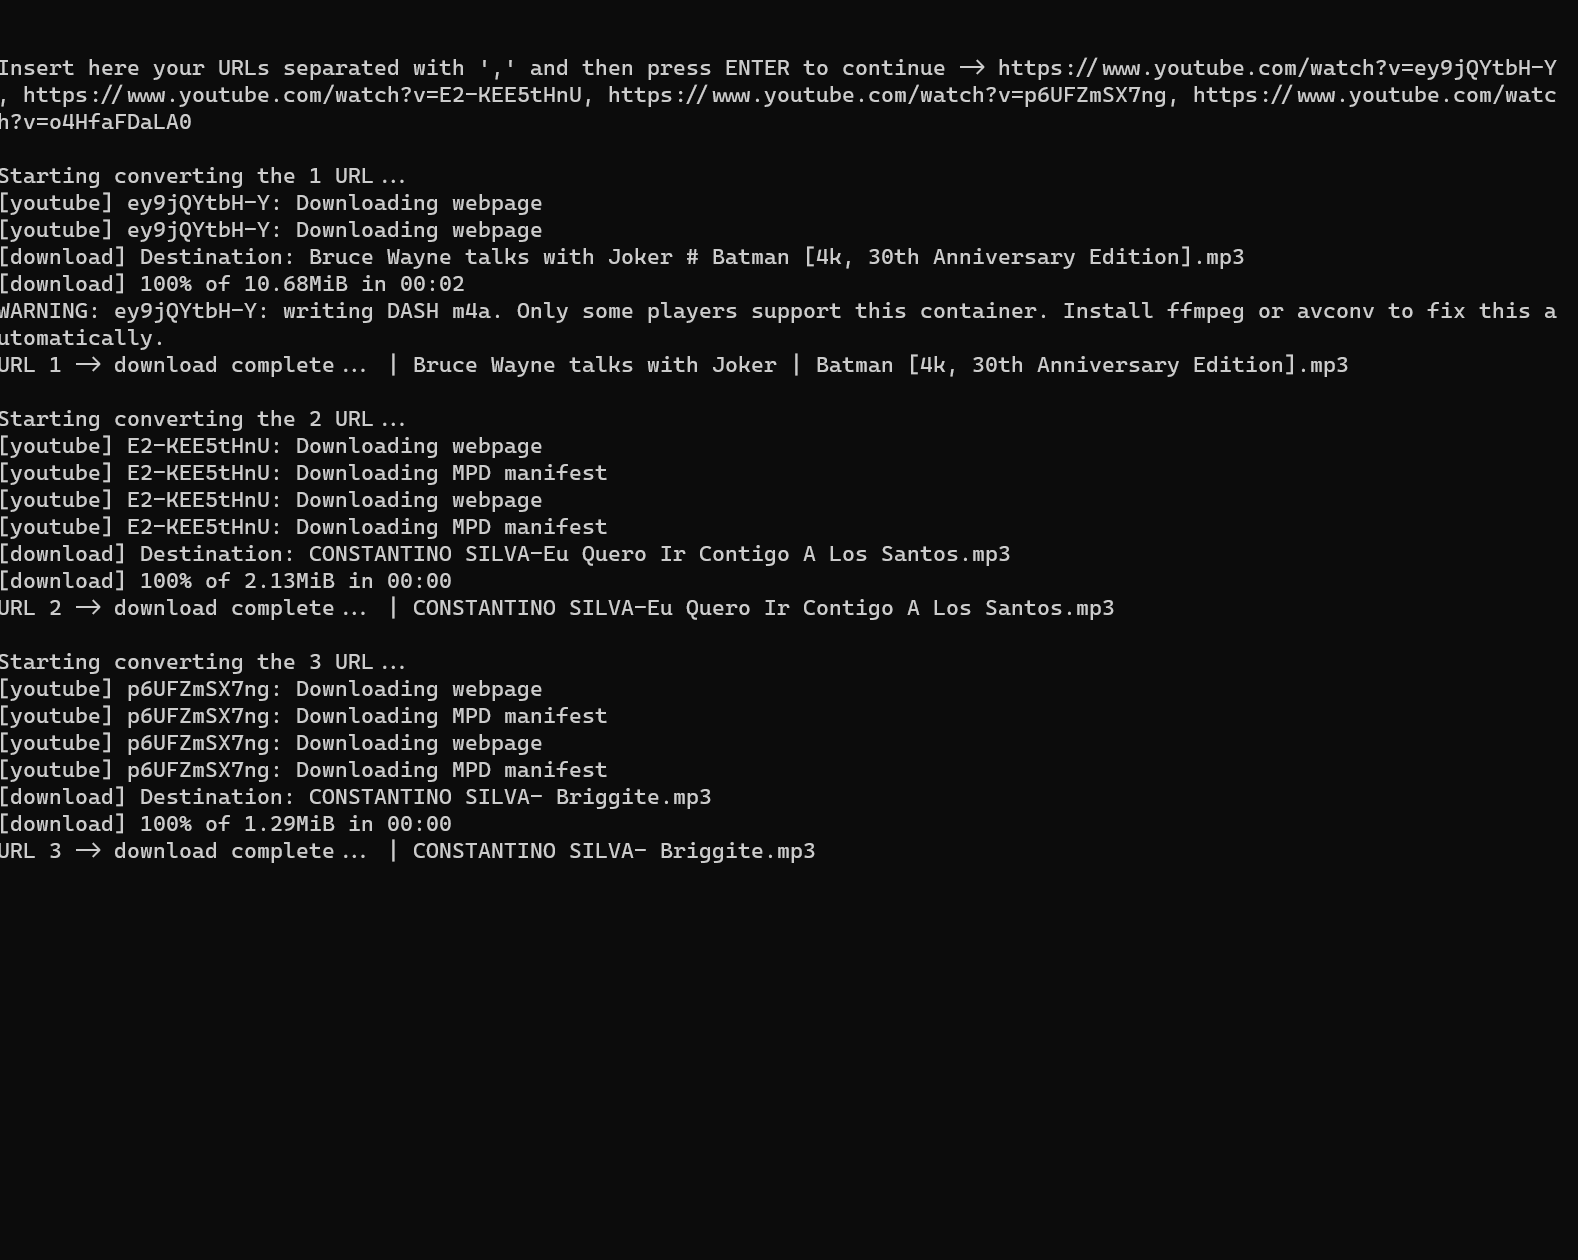 Insert here your URLs separated with ',' and then press ENTER to continue --> https://www.youtube.com/watch?v=ey9jQYtbH-Y
, https://www.youtube.com/watch?v=E2-KEE5tHnU, https://www.youtube.com/watch?v=p6UFZmSX7ng, https://www.youtube.com/watc
h?v=o4HfaFDaLA0
Starting converting the 1 URL...
[youtube] ey9jQYtbH-Y: Downloading webpage
[youtube] ey9jQYtbH-Y: Downloading webpage
[download] Destination: Bruce Wayne talks with Joker # Batman [4k, 30th Anniversary Edition].mp3
[download] 100% of 10.68MiB in 00:02
WARNING: ey9jQYtbH-Y: writing DASH m4a. Only some players support this container. Install ffmpeg or avconv to fix this a
utomatically.
URL 1 --> download complete... | Bruce Wayne talks with Joker | Batman [4k, 30th Anniversary Edition].mp3
Starting converting the 2 URL...
[youtube] E2-KEE5tHnU: Downloading webpage
[youtube] E2-KEE5tHnU: Downloading MPD manifest
[youtube] E2-KEE5tHnU: Downloading webpage
[youtube] E2-KEE5tHnU: Downloading MPD manifest
[download] Destination: CONSTANTINO SILVA-Eu Quero Ir Contigo A Los Santos.mp3
[download] 100% of 2.13MiB in 00:00
URL 2 --> download complete... | CONSTANTINO SILVA-Eu Quero Ir Contigo A Los Santos.mp3
Starting converting the 3 URL...
[youtube] p6UFZmSX7ng: Downloading webpage
[youtube] p6UFZmSX7ng: Downloading MPD manifest
[youtube] p6UFZmSX7ng: Downloading webpage
[youtube] p6UFZmSX7ng: Downloading MPD manifest
[download] Destination: CONSTANTINO SILVA- Briggite.mp3
[download] 100% of 1.29MiB in 00:00
URL 3 --> download complete... | CONSTANTINO SILVA- Briggite.mp3